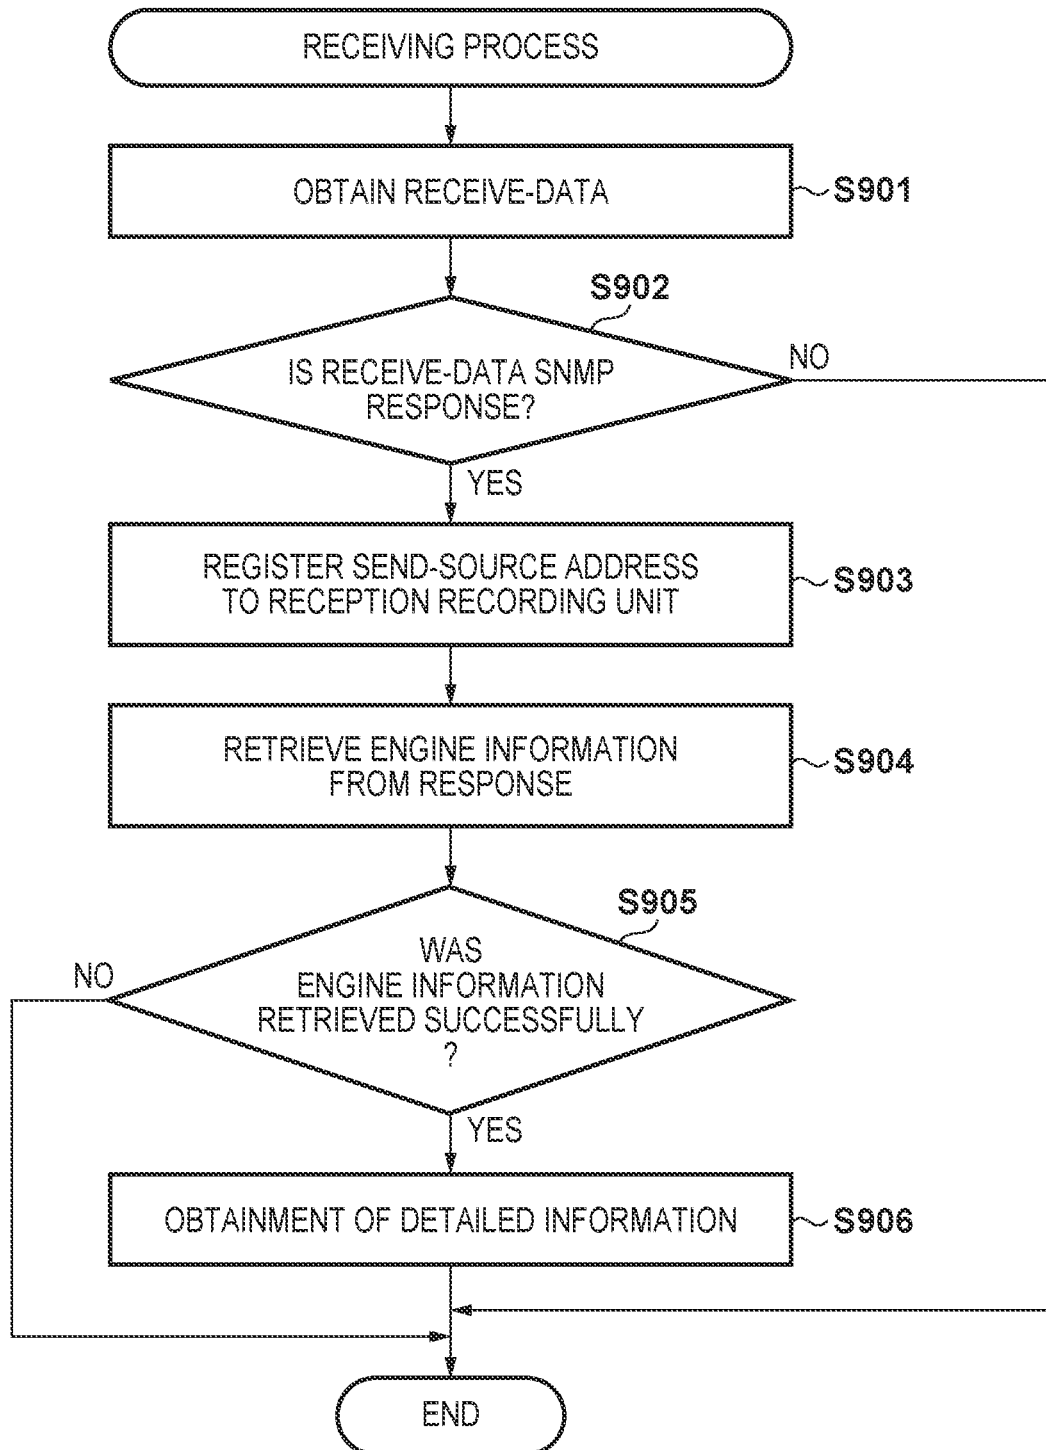 RECEIVING PROCESS
OBTAIN RECEIVE-DATA
S901
S902
IS RECEIVE-DATA SNMP
RESPONSE?
NO
YES
REGISTER SEND-SOURCE ADDRESS
TO RECEPTION RECORDING UNIT
S903
RETRIEVE ENGINE INFORMATION
FROM RESPONSE
S904
S905
WAS
ENGINE INFORMATION
RETRIEVED SUCCESSFULLY
?
NO
YES
OBTAINMENT OF DETAILED INFORMATION
S906
END